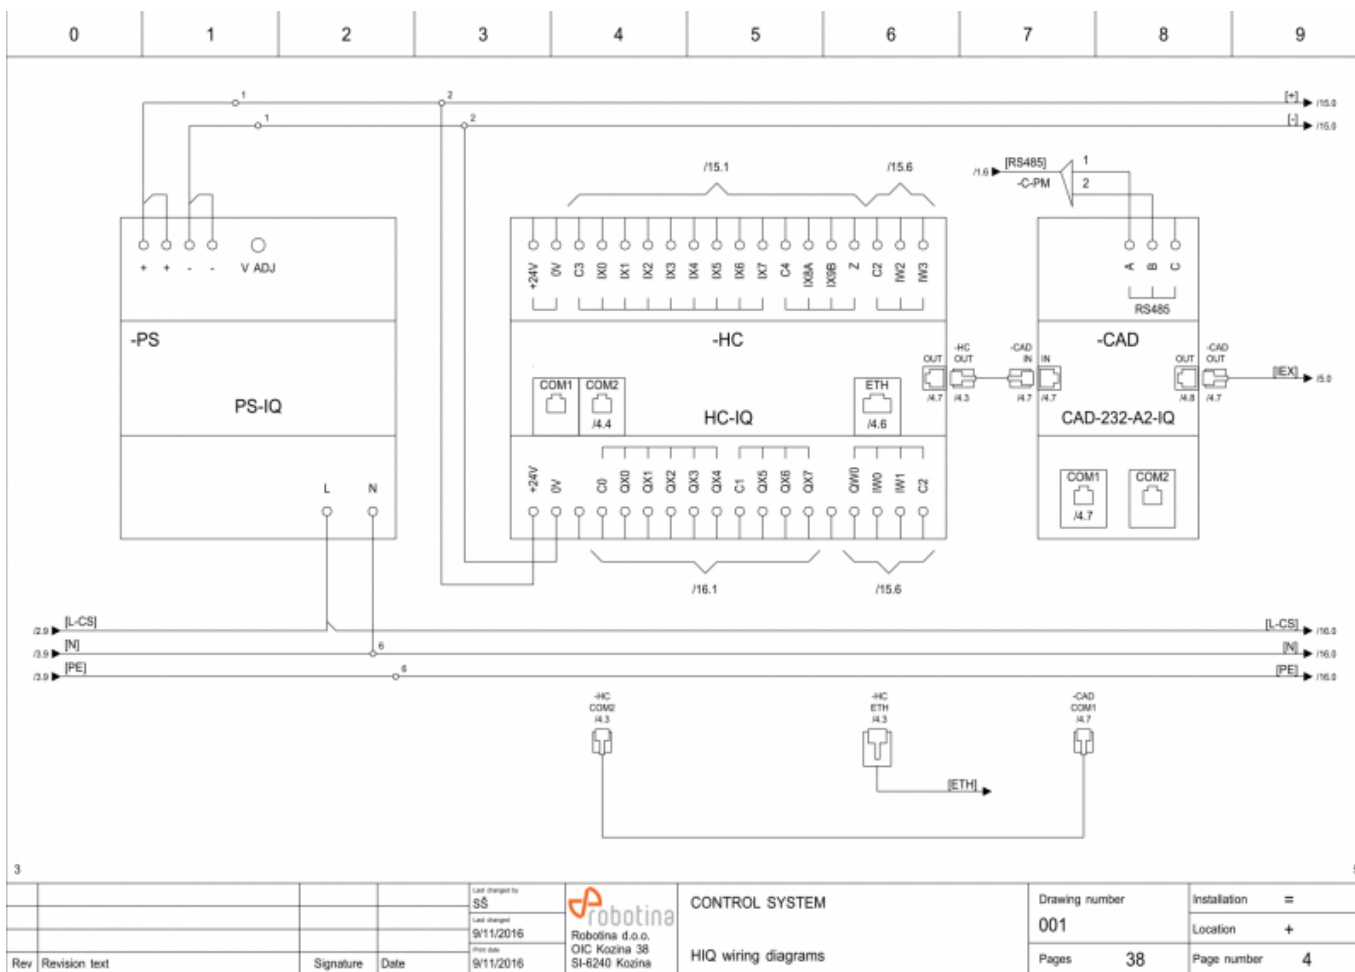 0 1 2 3 4 5 6 7 8 9
1 2 [+] /15.0
1 2 [-] /15.0
/15.1 /15.6 /1.6 [RS485] 1
-C-PM 2
+ + - - V ADJ
+24V 0V C3 IX0 IX1 IX2 IX3 IX4 IX5 IX6 IX7 C4 IX8A IX9B Z C2 IW2 IW3
A B C
RS485
-PS -HC -CAD
OUT -HC OUT -CAD IN IN OUT -CAD OUT
/4.7 /4.3 /4.7 /4.7 /4.8 /4.7
[IEX] /5.0
COM1 COM2 ETH
/4.4 /4.6
PS-IQ HC-IQ CAD-232-A2-IQ
L N
+24V 0V C0 QX0 QX1 QX2 QX3 QX4 C1 QX5 QX6 QX7 QW0 IW0 IW1 C2
COM1 COM2
/4.7
/16.1 /15.6
/2.9 [L-CS] [L-CS] /16.0
/3.9 [N] 6 [N] /16.0
/3.9 [PE] 6 [PE] /16.0
-HC -HC -CAD
COM2 ETH COM1
/4.3 /4.3 /4.7
[ETH]
3
Last changed by
SŠ
Last changed
9/11/2016
Print date
9/11/2016
Rev Revision text Signature Date
robotina
Robotina d.o.o.
OIC Kozina 38
SI-6240 Kozina
CONTROL SYSTEM
HIQ wiring diagrams
Drawing number
001
Pages 38
Installation =
Location +
Page number 4